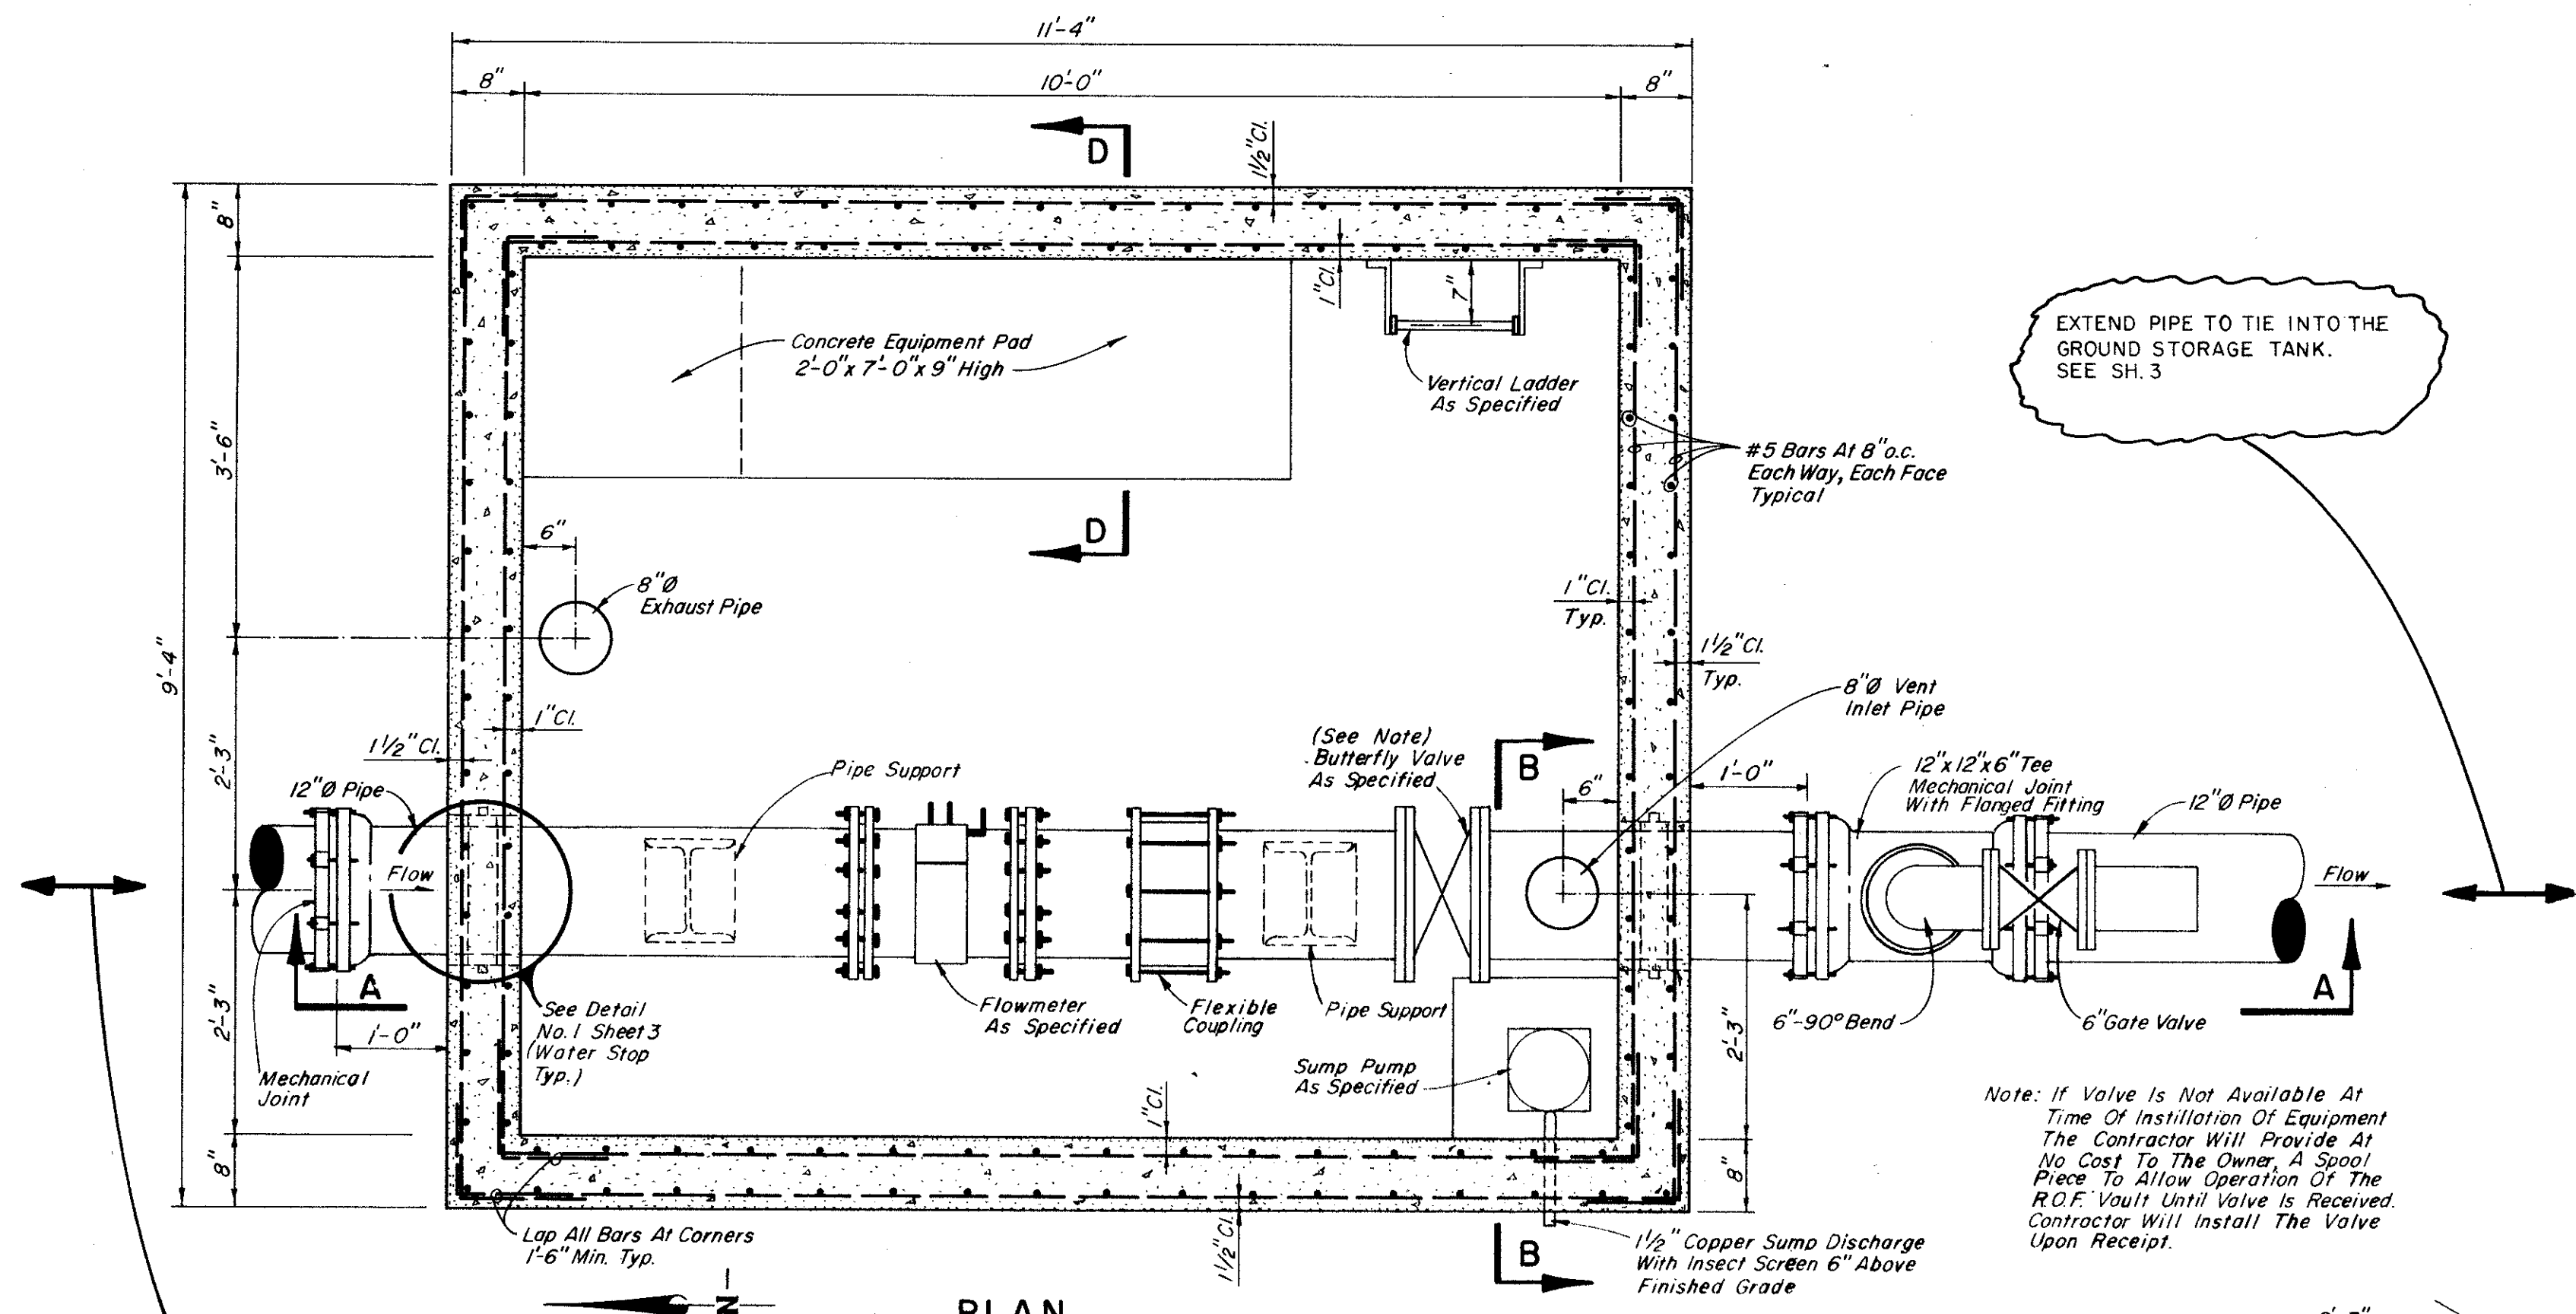 11'-4"
8"
10'-0"
8"
D
1½" Cl.
8"
1" Cl.
7"
Concrete Equipment Pad
2'-0" x 7'-0" x 9" High
Vertical Ladder
As Specified
EXTEND PIPE TO TIE INTO THE
GROUND STORAGE TANK.
SEE SH. 3
3'-6"
#5 Bars At 8" o.c.
Each Way, Each Face
Typical
D
6"
8"Ø
Exhaust Pipe
1" Cl.
Typ.
9'-4"
1½" Cl.
Typ.
8"Ø Vent
Inlet Pipe
1" Cl.
1½" Cl.
2'-3"
(See Note)
Butterfly Valve
As Specified
B
Pipe Support
6"
1'-0"
12"x 12"x 6" Tee
Mechanical Joint
With Flanged Fitting
12"Ø Pipe
12"Ø Pipe
Flow
Flow
A
See Detail
No. 1 Sheet 3
(Water Stop
Typ.)
Flowmeter
As Specified
Flexible
Coupling
Pipe Support
6"-90° Bend
6" Gate Valve
A
2'-3"
1'-0"
2'-3"
Mechanical
Joint
Sump Pump
As Specified
1" Cl.
8"
8"
Note: If Valve Is Not Available At
Time Of Instillation Of Equipment
The Contractor Will Provide At
No Cost To The Owner, A Spool
Piece To Allow Operation Of The
R.O.F. Vault Until Valve Is Received.
Contractor Will Install The Valve
Upon Receipt.
Lap All Bars At Corners
1'-6" Min. Typ.
1½" Cl.
B
1½" Copper Sump Discharge
With Insect Screen 6" Above
Finished Grade
N
PLAN